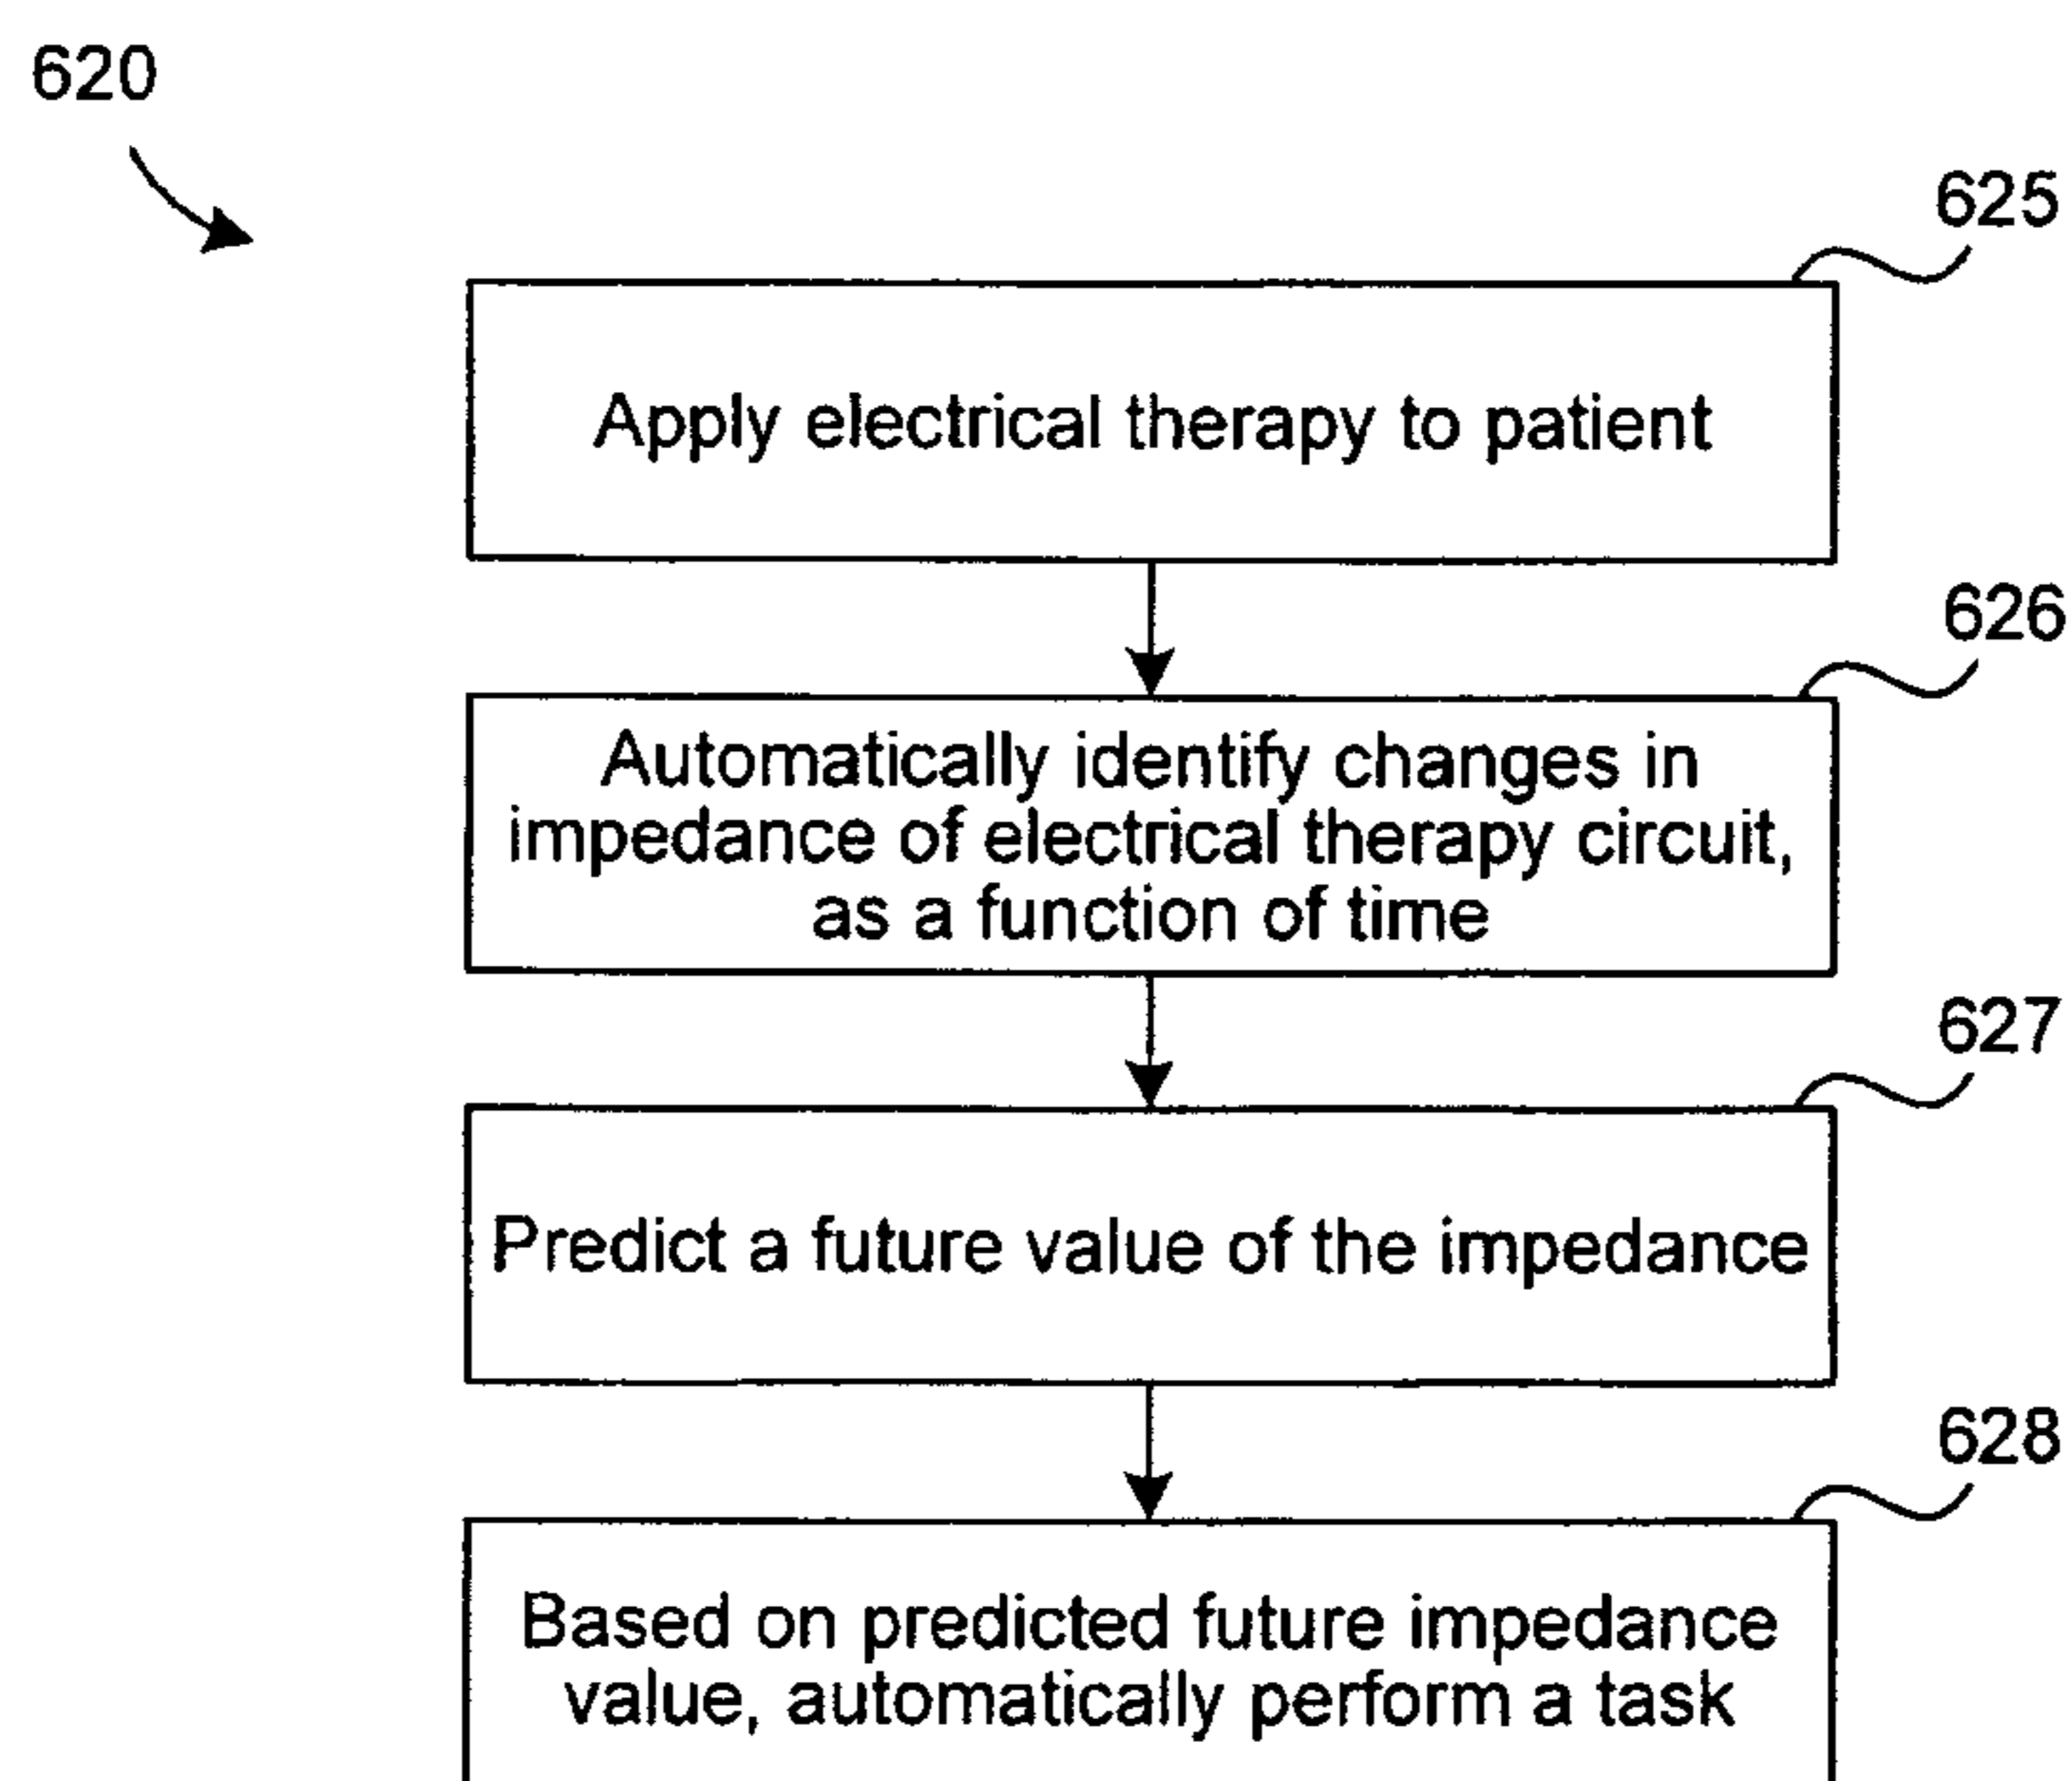 620
625
Apply electrical therapy to patient
626
Automatically identify changes in
impedance of electrical therapy circuit,
as a function of time
627
Predict a future value of the impedance
628
Based on predicted future impedance
value, automatically perform a task